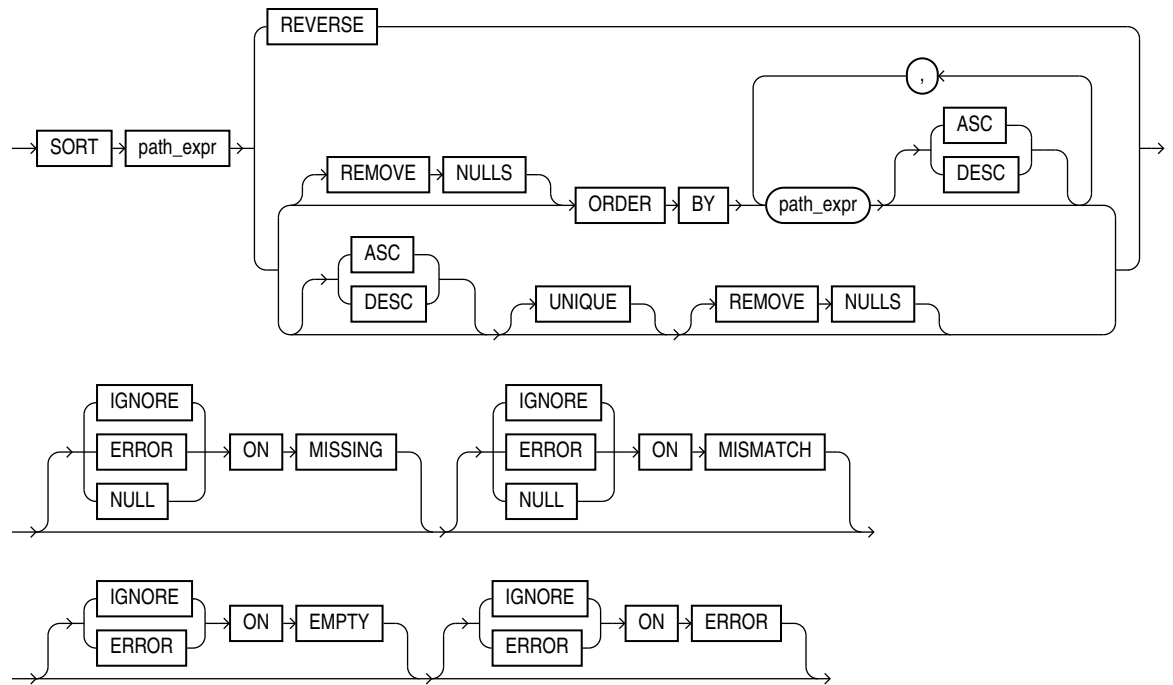 REVERSE
,
ASC
SORT path_expr
DESC
REMOVE NULLS
ORDER BY path_expr
ASC
DESC
UNIQUE REMOVE NULLS
IGNORE IGNORE
ERROR ON MISSING ERROR ON MISMATCH
NULL NULL
IGNORE IGNORE
ON EMPTY ON ERROR
ERROR ERROR